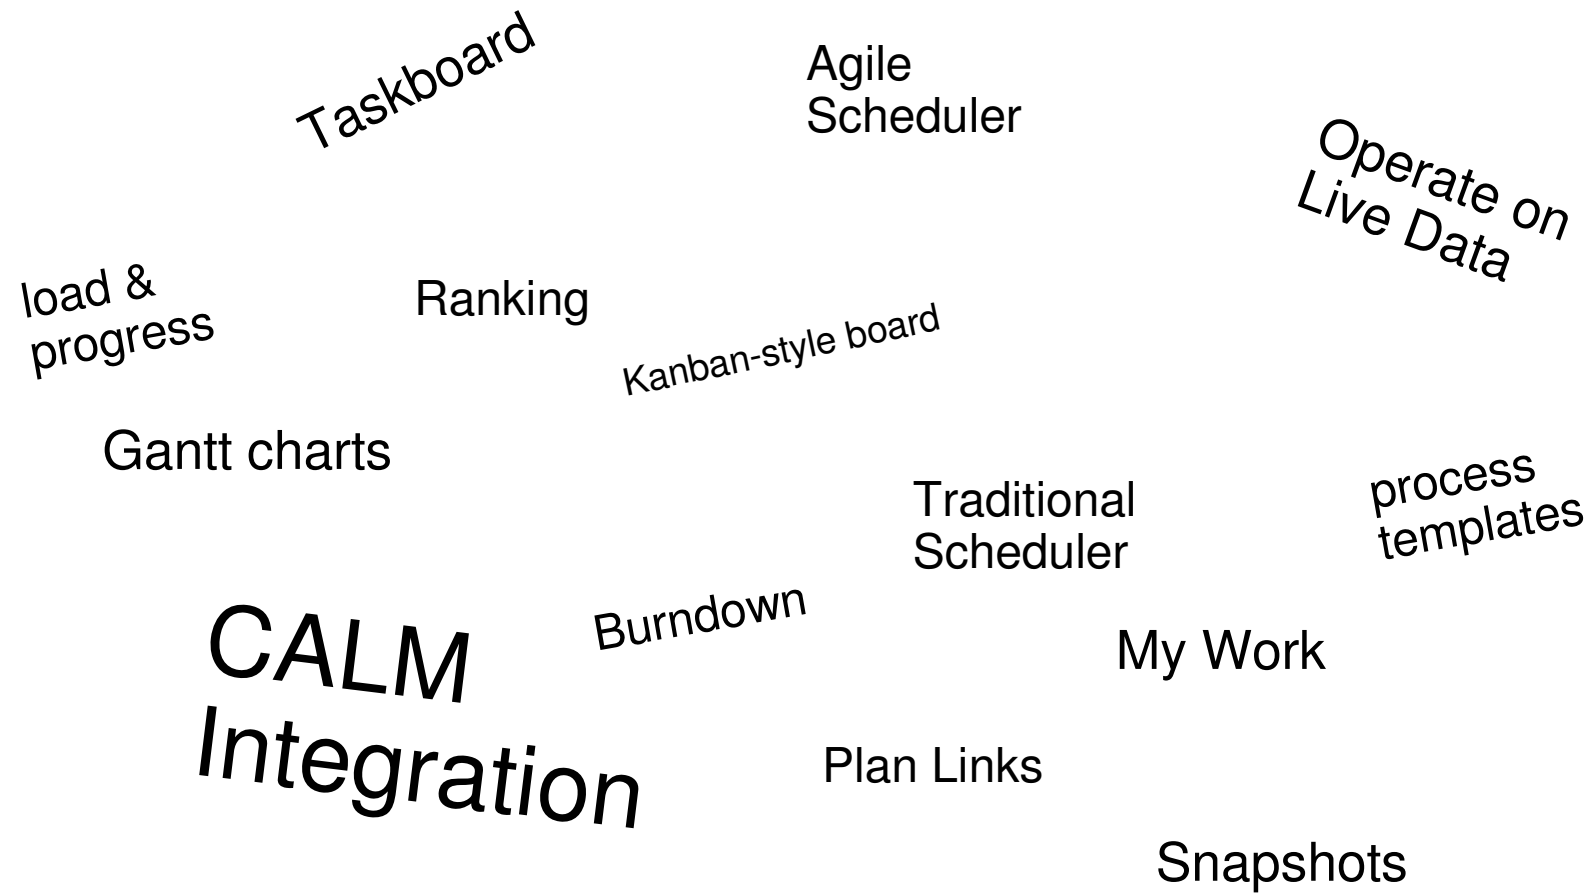 Taskboard
Agile
Scheduler
Operate on
Live Data
load &
progress
Ranking
Kanban-style board
Gantt charts
Traditional
Scheduler
process
templates
CALM
Integration
Burndown
My Work
Plan Links
Snapshots